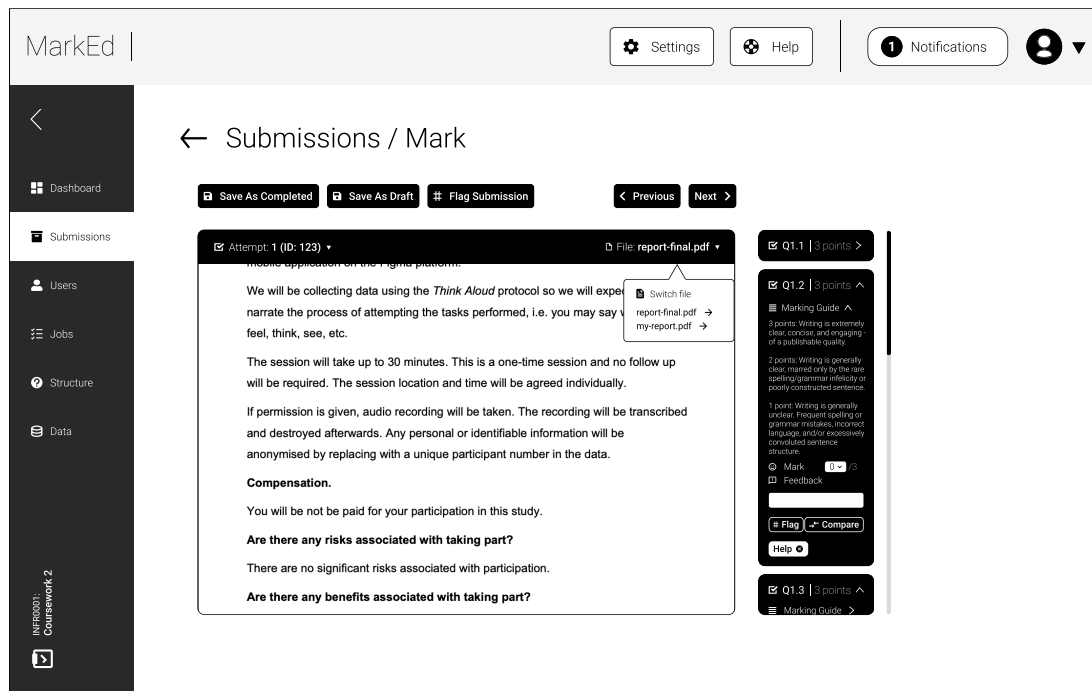 MarkEd
Settings
Help
1 Notifications
Submissions / Mark
Dashboard
Submissions
Users
Jobs
Structure
Data
INFR0001:
Coursework 2
Save As Completed
Save As Draft
# Flag Submission
Previous
Next
Attempt: 1 (ID: 123)
File: report-final.pdf
mobile application on the Figma platform.
We will be collecting data using the Think Aloud protocol so we will
narrate the process of attempting the tasks performed, i.e. you may say
feel, think, see, etc.
The session will take up to 30 minutes. This is a one-time session and no follow up
will be required. The session location and time will be agreed individually.
If permission is given, audio recording will be taken. The recording will be transcribed
and destroyed afterwards. Any personal or identifiable information will be
anonymised by replacing with a unique participant number in the data.
Compensation.
You will be not be paid for your participation in this study.
Are there any risks associated with taking part?
There are no significant risks associated with participation.
Are there any benefits associated with taking part?
Switch file
report-final.pdf
my-report.pdf
Q1.1 | 3 points
Q1.2 | 3 points
Marking Guide
3 points: Writing is extremely
clear, concise, and engaging -
of a publishable quality.
2 points: Writing is generally
clear, marred only by the rare
spelling/grammar infelicity or
poorly constructed sentence.
1 point: Writing is generally
unclear. Frequent spelling or
grammar mistakes, incorrect
language, and/or excessively
convoluted sentence
structure.
Mark 0 /3
Feedback
# Flag
Compare
Help
Q1.3 | 3 points
Marking Guide